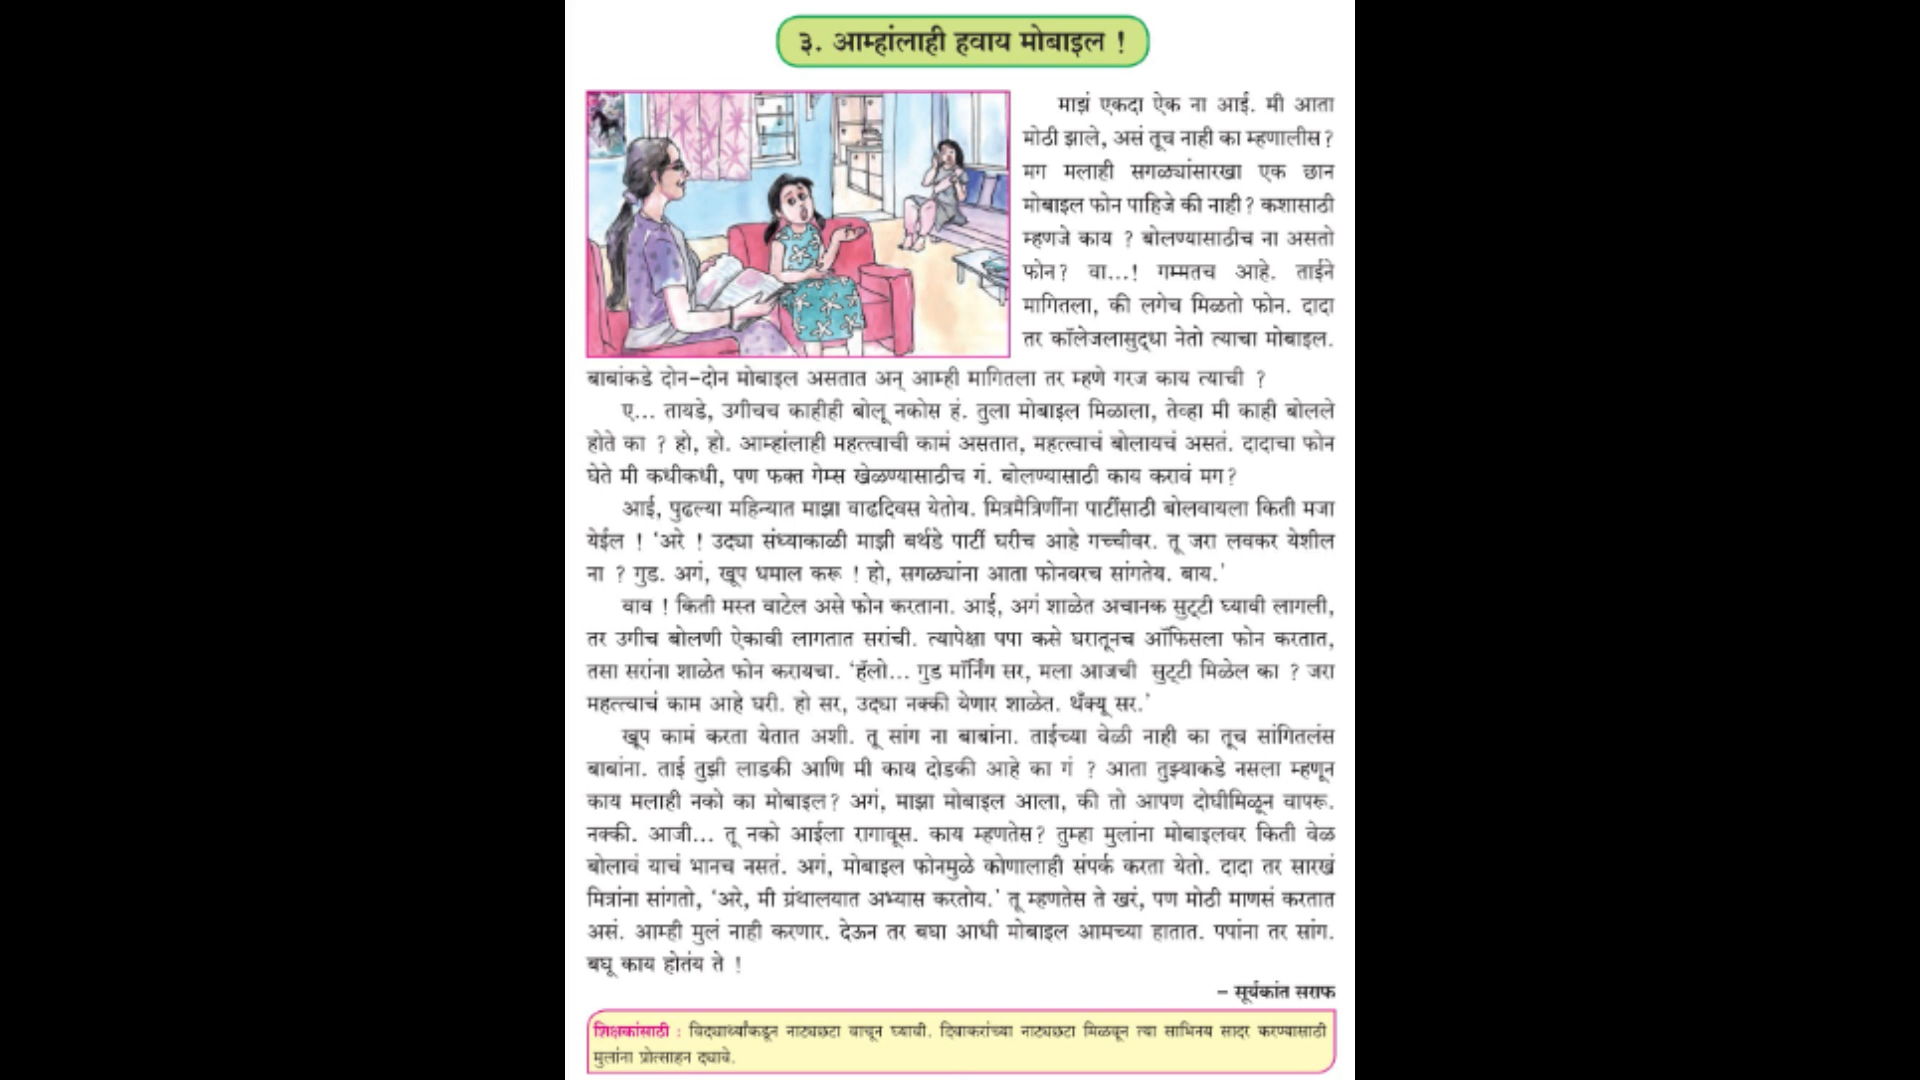 ३. आम्हांलाही हवाय मोबाइल !
माझं एकदा ऐक ना आई. मी आता
मोठी झाले, असं तूच नाही का म्हणालीस ?
मग मलाही सगळ्यांसारखा एक छान
मोबाइल फोन पाहिजे की नाही ? कशासाठी
म्हणजे काय ? बोलण्यासाठीच ना असतो
फोन ? वा...! गम्मतच आहे. ताईने
मागितला, की लगेच मिळतो फोन. दादा
तर कॉलेजलासुद्धा नेतो त्याचा मोबाइल.
बाबांकडे दोन-दोन मोबाइल असतात अन् आम्ही मागितला तर म्हणे गरज काय त्याची ?
ए... तायडे, उगीचच काहीही बोलू नकोस हं. तुला मोबाइल मिळाला, तेव्हा मी काही बोलले
होते का ? हो, हो. आम्हांलाही महत्त्वाची कामं असतात, महत्त्वाचं बोलायचं असतं. दादाचा फोन
घेते मी कधीकधी, पण फक्त गेम्स खेळण्यासाठीच गं. बोलण्यासाठी काय करावं मग ?
आई, पुढल्या महिन्यात माझा वाढदिवस येतोय. मित्रमैत्रिणींना पार्टीसाठी बोलवायला किती मजा
येईल ! 'अरे ! उद्या संध्याकाळी माझी बर्थडे पार्टी घरीच आहे गच्चीवर. तू जरा लवकर येशील
ना ? गुड. अगं, खूप धमाल करू ! हो, सगळ्यांना आता फोनवरच सांगतेय. बाय.'
वाव ! किती मस्त वाटेल असे फोन करताना. आई, अगं शाळेत अचानक सुट्टी घ्यावी लागली,
तर उगीच बोलणी ऐकावी लागतात सरांची. त्यापेक्षा पपा कसे घरातूनच ऑफिसला फोन करतात,
तसा सरांना शाळेत फोन करायचा. 'हॅलो... गुड मॉर्निंग सर, मला आजची सुट्टी मिळेल का ? जरा
महत्त्वाचं काम आहे घरी. हो सर, उद्या नक्की येणार शाळेत. थँक्यू सर.'
खूप कामं करता येतात अशी. तू सांग ना बाबांना. ताईच्या वेळी नाही का तूच सांगितलंस
बाबांना. ताई तुझी लाडकी आणि मी काय दोडकी आहे का गं ? आता तुझ्याकडे नसला म्हणून
काय मलाही नको का मोबाइल ? अगं, माझा मोबाइल आला, की तो आपण दोघीमिळून वापरू.
नक्की. आजी... तू नको आईला रागावूस. काय म्हणतेस ? तुम्हा मुलांना मोबाइलवर किती वेळ
बोलावं याचं भानच नसतं. अगं, मोबाइल फोनमुळे कोणालाही संपर्क करता येतो. दादा तर सारखं
मित्रांना सांगतो, 'अरे, मी ग्रंथालयात अभ्यास करतोय.' तू म्हणतेस ते खरं, पण मोठी माणसं करतात
असं. आम्ही मुलं नाही करणार. देऊन तर बघा आधी मोबाइल आमच्या हातात. पपांना तर सांग.
बघू काय होतंय ते !
- सूर्यकांत सराफ
शिक्षकांसाठी : विद्यार्थ्यांकडून नाट्यछटा वाचून घ्यावी. दिवाकरांच्या नाट्यछटा मिळवून त्या साभिनय सादर करण्यासाठी
मुलांना प्रोत्साहन द्यावे.